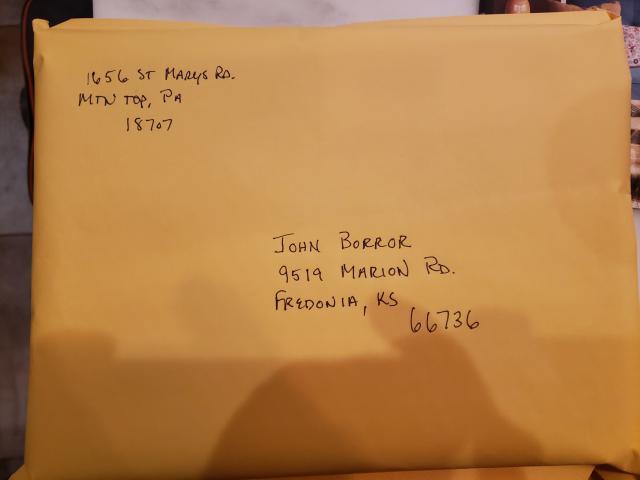 1656 ST MARYS RD.
MTN TOP, PA
18707
JOHN BORROR
9519 MARION RD.
FREDONIA, KS
66736